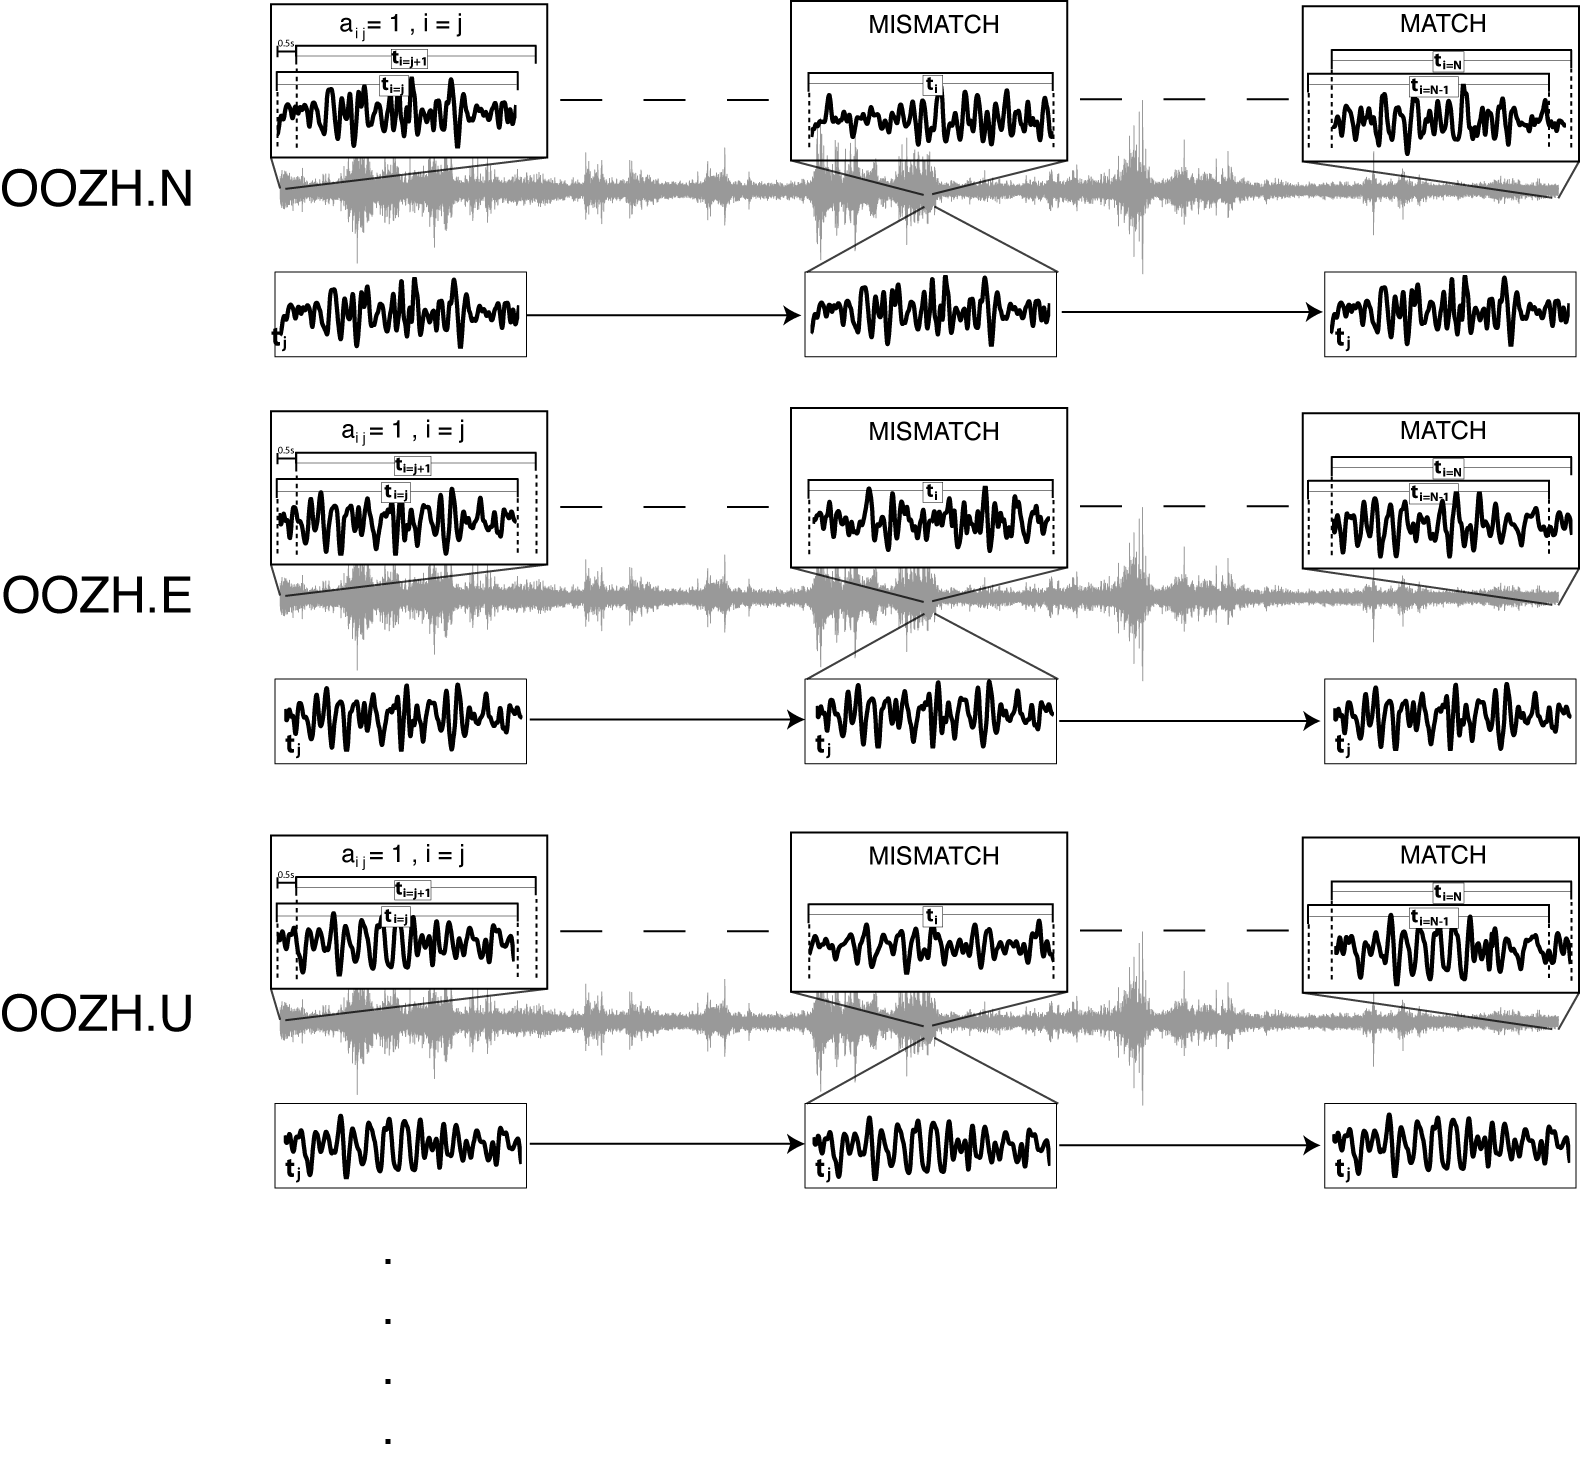 a i j = 1 , i = j
MISMATCH
MATCH
0.5s
t i=j+1
t i=N
t i=j
t i
t i=N-1
OOZH.N
t j
t j
a i j = 1 , i = j
MISMATCH
MATCH
0.5s
t i=j+1
t i=N
t i=j
t i
t i=N-1
OOZH.E
t j
t j
t j
a i j = 1 , i = j
MISMATCH
MATCH
0.5s
t i=j+1
t i=N
t i=j
t i
t i=N-1
OOZH.U
t j
t j
t j
.
.
.
.